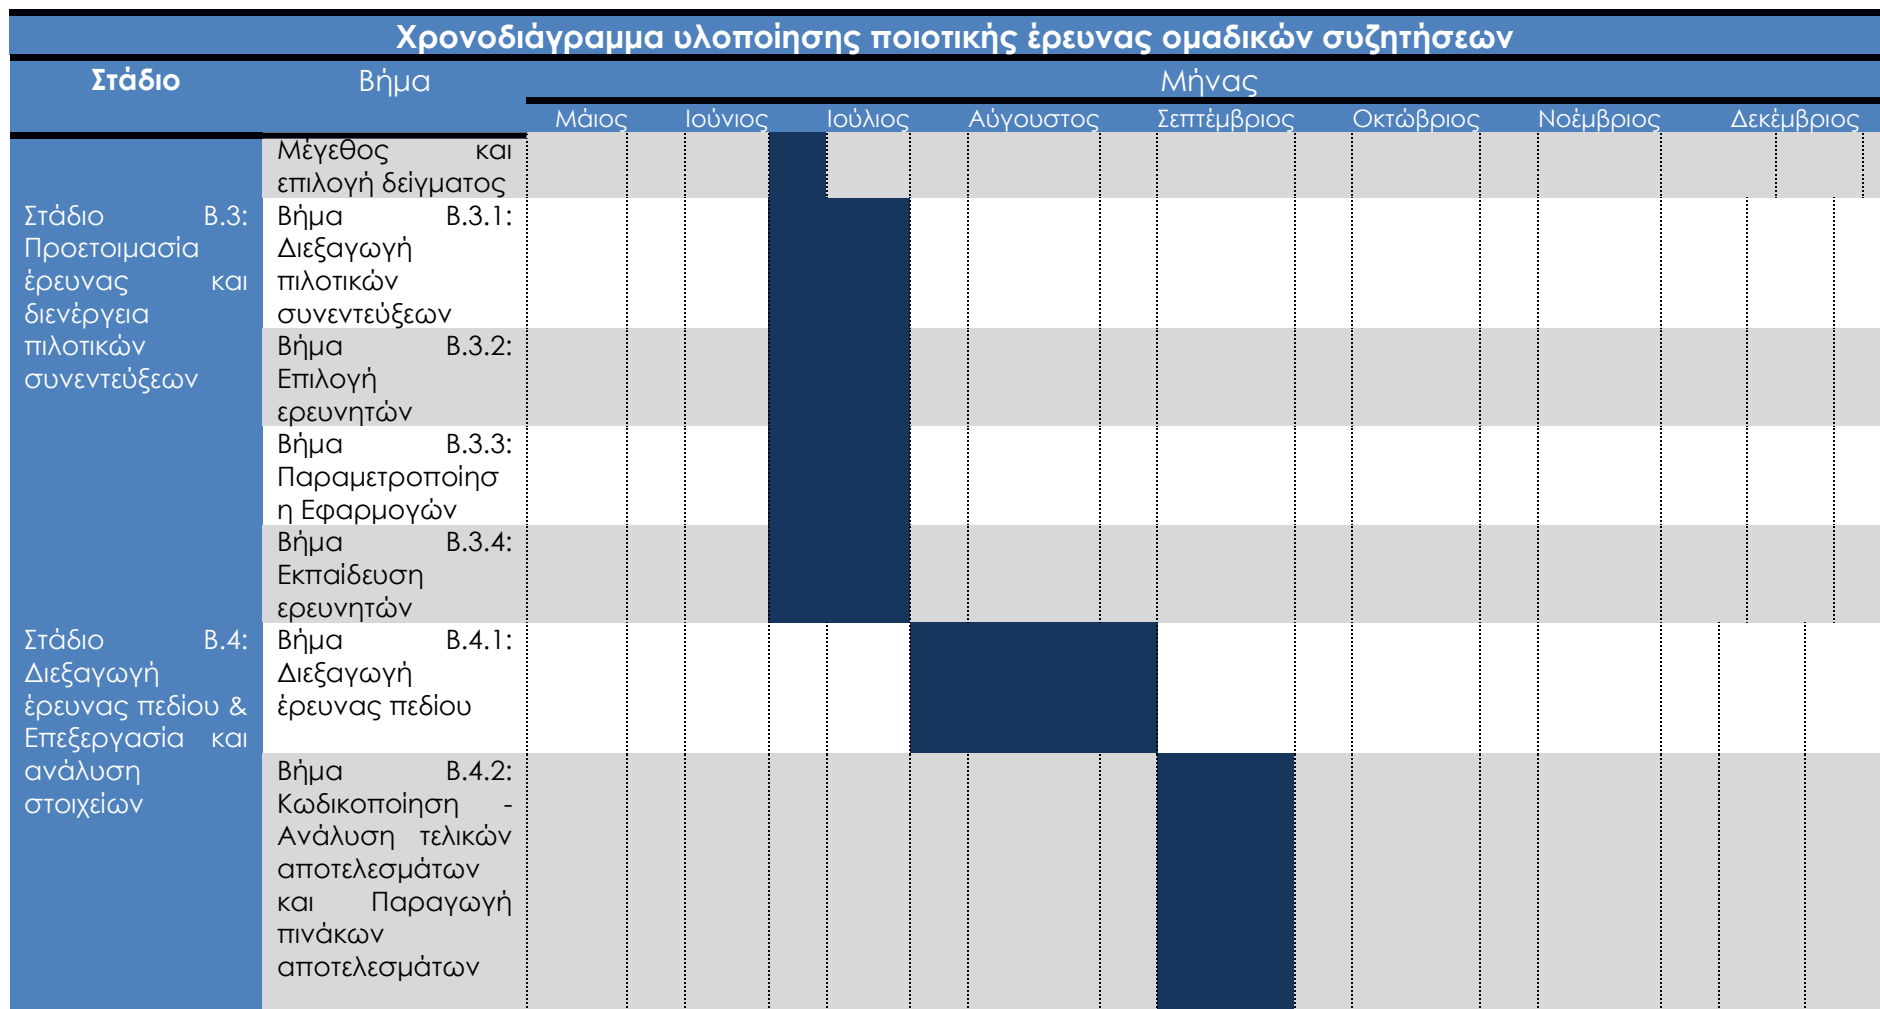 Χρονοδιάγραμμα υλοποίησης ποιοτικής έρευνας ομαδικών συζητήσεων
Στάδιο Βήμα Μήνας
Μάιος Ιούνιος Ιούλιος Αύγουστος Σεπτέμβριος Οκτώβριος Νοέμβριος Δεκέμβριος
Μέγεθος και
επιλογή δείγματος
Στάδιο Β.3:
Προετοιμασία
έρευνας και
διενέργεια
πιλοτικών
συνεντεύξεων
Βήμα Β.3.1:
Διεξαγωγή
πιλοτικών
συνεντεύξεων
Βήμα Β.3.2:
Επιλογή
ερευνητών
Βήμα Β.3.3:
Παραμετροποίησ
η Εφαρμογών
Βήμα Β.3.4:
Εκπαίδευση
ερευνητών
Στάδιο Β.4:
Διεξαγωγή
έρευνας πεδίου &
Επεξεργασία και
ανάλυση
στοιχείων
Βήμα Β.4.1:
Διεξαγωγή
έρευνας πεδίου
Βήμα Β.4.2:
Κωδικοποίηση -
Ανάλυση τελικών
αποτελεσμάτων
και Παραγωγή
πινάκων
αποτελεσμάτων